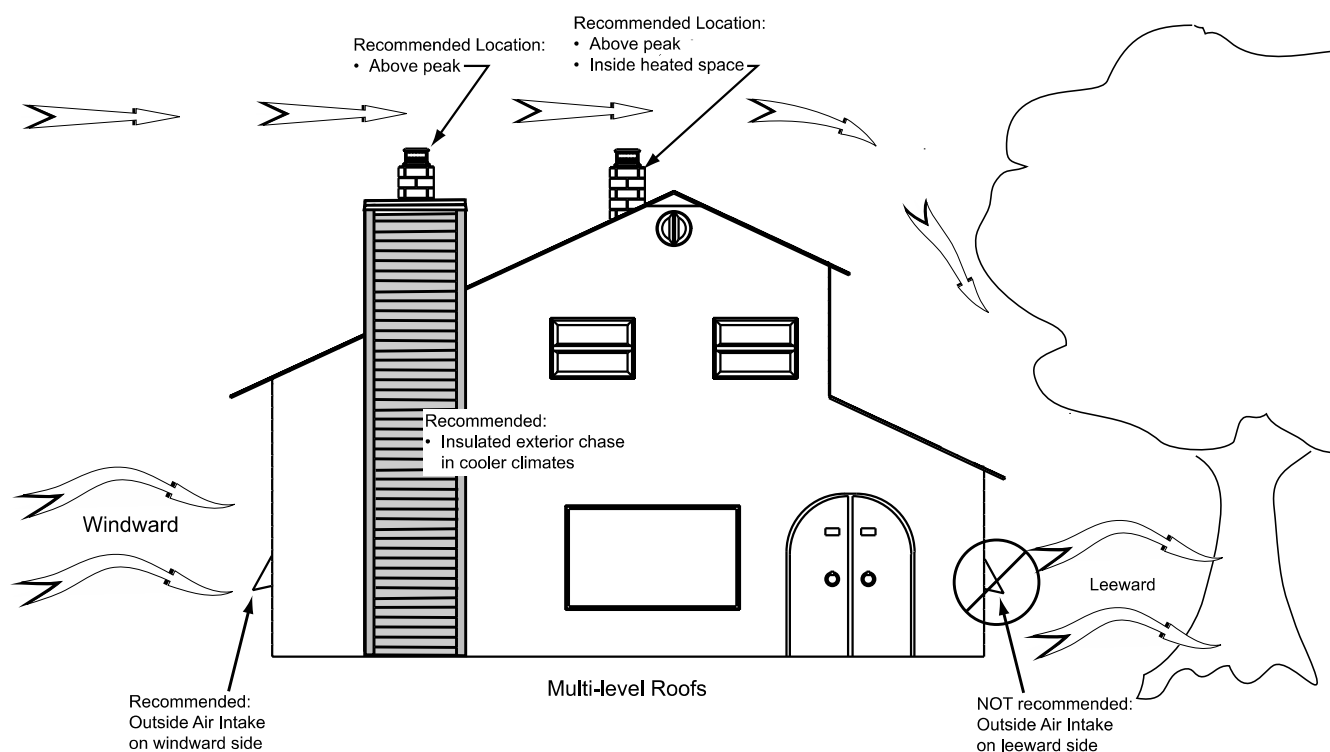 Recommended Location:
• Above peak
Recommended Location:
• Above peak
• Inside heated space
Recommended:
• Insulated exterior chase
in cooler climates
Windward
Leeward
Recommended:
Outside Air Intake
on windward side
Multi-level Roofs
NOT recommended:
Outside Air Intake
on leeward side